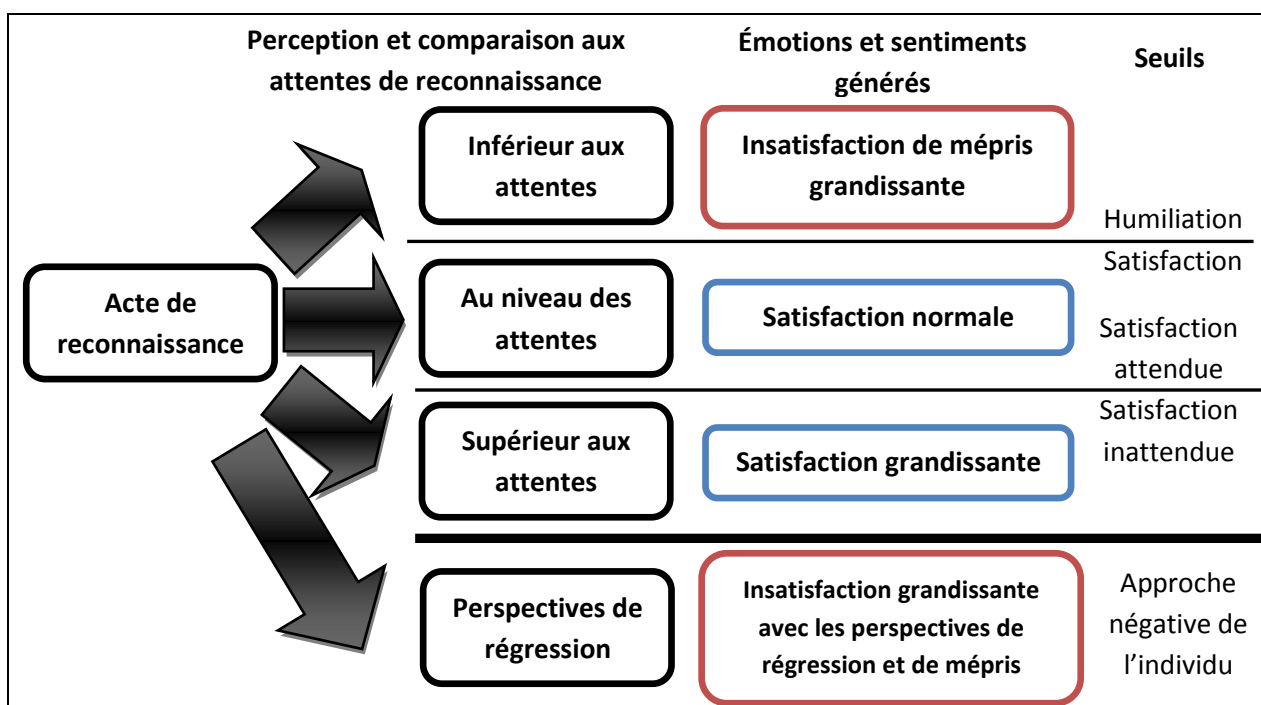 Perception et comparaison aux
attentes de reconnaissance
Émotions et sentiments
générés
Seuils
Inférieur aux
attentes
Insatisfaction de mépris
grandissante
Humiliation
Satisfaction
Acte de
reconnaissance
Au niveau des
attentes
Satisfaction normale
Satisfaction
attendue
Supérieur aux
attentes
Satisfaction grandissante
Satisfaction
inattendue
Perspectives de
régression
Insatisfaction grandissante
avec les perspectives de
régression et de mépris
Approche
négative de
l’individu